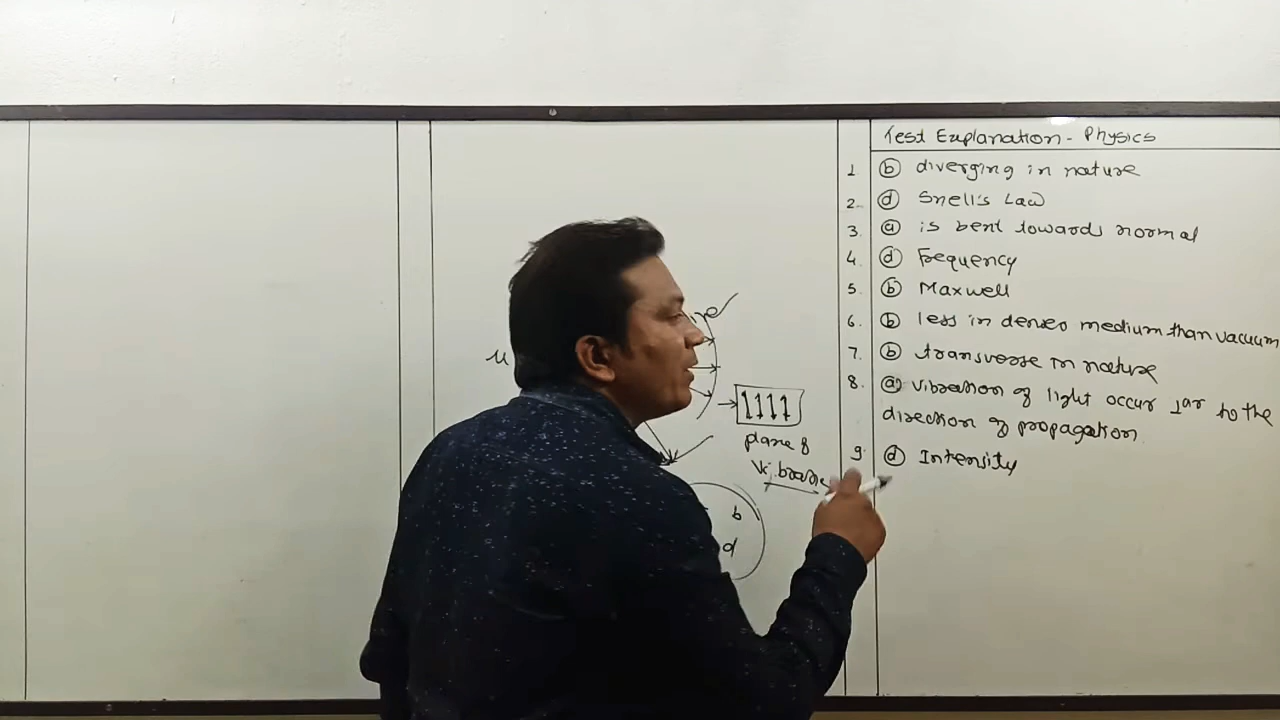 Test Explanation - Physics
1 (b) diverging in nature
2. (d) Snell's Law
3. (a) is bent towards normal
4. (d) Frequency
5. (b) Maxwell
6. (b) less in denser medium than vacuum
7. (b) transverse in nature
8. (a) vibration of light occur ⊥ar to the
direction of propagation
9. (d) Intensity
plane of
b
d